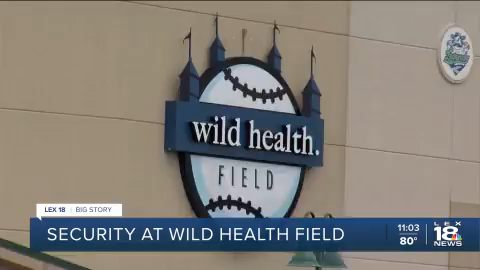 wild health.
FIELD
LEX 18 | BIG STORY
SECURITY AT WILD HEALTH FIELD
11:03
80°
LEX
18
NEWS